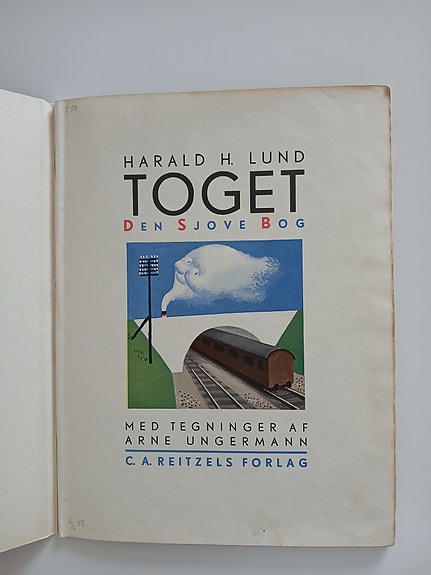 HARALD H. LUND
TOGET
DEN SJOVE BOG
MED TEGNINGER AF
ARNE UNGERMANN
C. A. REITZELS FORLAG